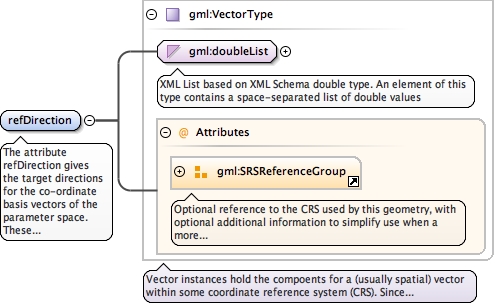 gml:VectorType
gml:doubleList
XML List based on XML Schema double type. An element of this
type contains a space-separated list of double values
refDirection
The attribute
refDirection gives
the target directions
for the co-ordinate
basis vectors of the
parameter space.
These...
@ Attributes
gml:SRSReferenceGroup
Optional reference to the CRS used by this geometry, with
optional additional information to simplify use when a
more...
Vector instances hold the compoents for a (usually spatial) vector
within some coordinate reference system (CRS). Since...